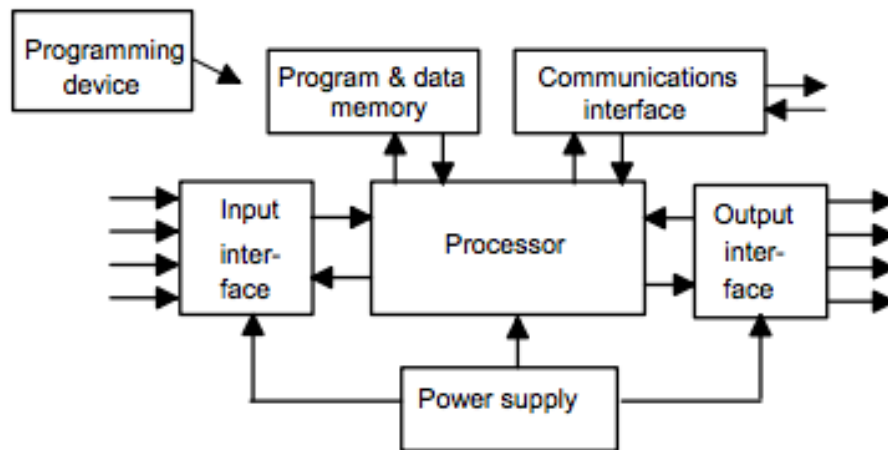 Programming
device
Program & data
memory
Communications
interface
Input
inter-
face
Processor
Output
inter-
face
Power supply